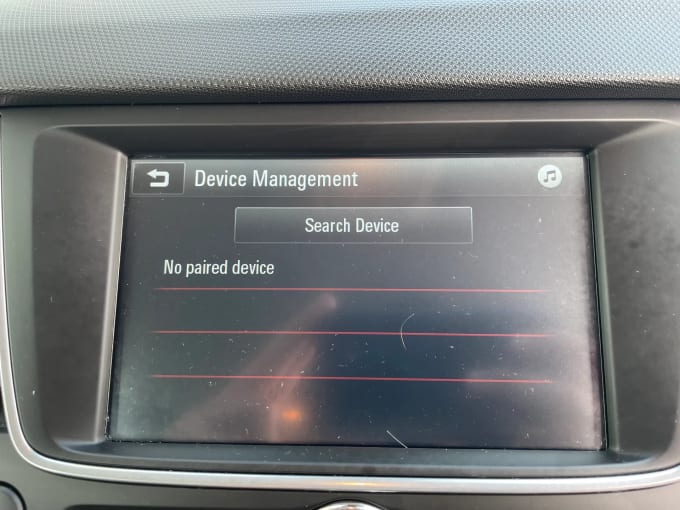 Device Management
Search Device
No paired device